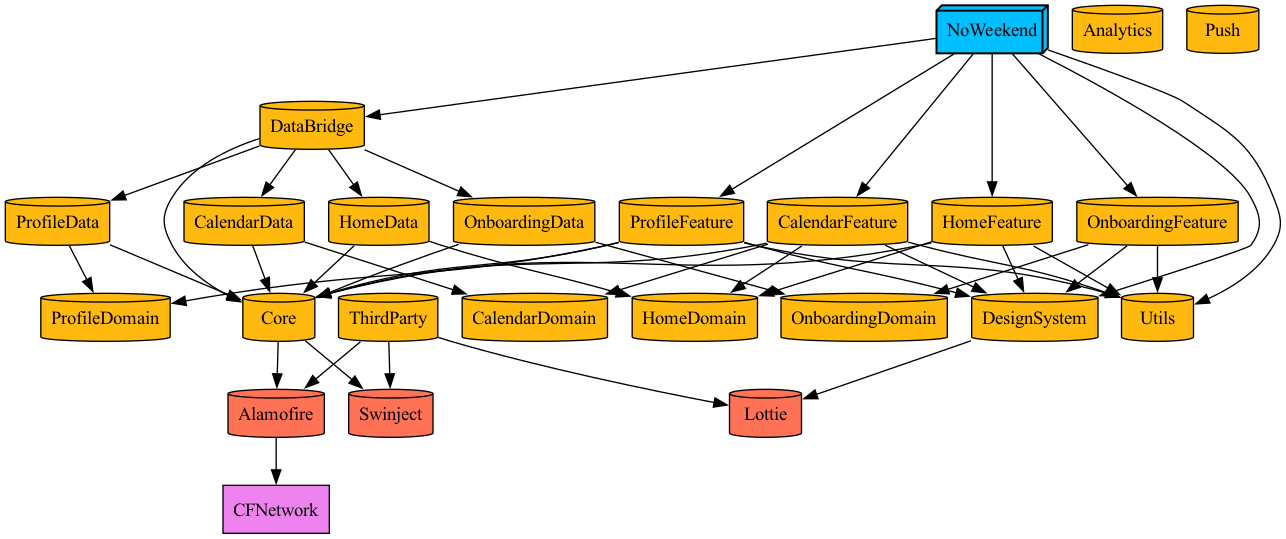 NoWeekend
Analytics
Push
DataBridge
ProfileData
CalendarData
HomeData
OnboardingData
ProfileFeature
CalendarFeature
HomeFeature
OnboardingFeature
ProfileDomain
Core
ThirdParty
CalendarDomain
HomeDomain
OnboardingDomain
DesignSystem
Utils
Alamofire
Swinject
Lottie
CFNetwork